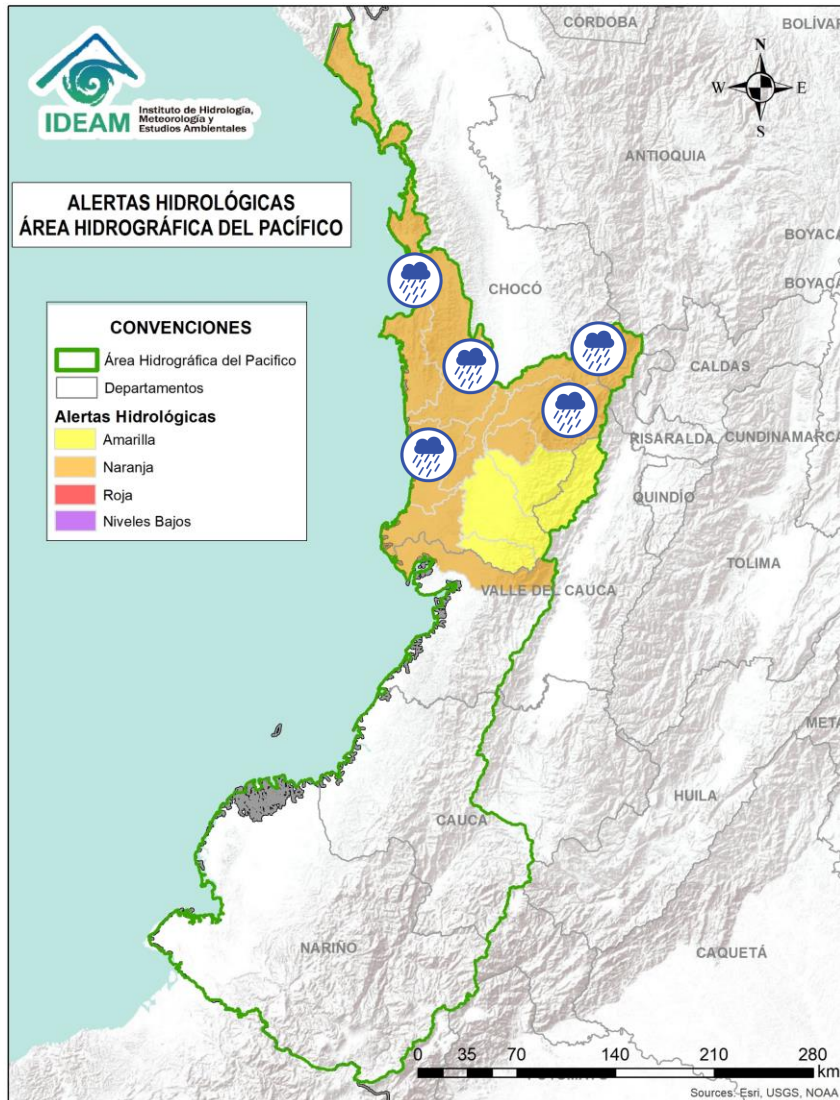 IDEAM
Instituto de Hidrología,
Meteorología y
Estudios Ambientales
CÓRDOBA
BOLÍVAR
N
W
E
S
ANTIOQUIA
ALERTAS HIDROLÓGICAS
ÁREA HIDROGRÁFICA DEL PACÍFICO
BOYACÁ
BOYACÁ
CHOCÓ
CONVENCIONES
Área Hidrográfica del Pacifico
Departamentos
Alertas Hidrológicas
Amarilla
Naranja
Roja
Niveles Bajos
CALDAS
RISARALDA
CUNDINAMARCA
QUINDÍO
TOLIMA
VALLE DEL CAUCA
META
HUILA
CAUCA
NARIÑO
CAQUETÁ
0 35 70 140 210 280
km
Sources: Esri, USGS, NOAA